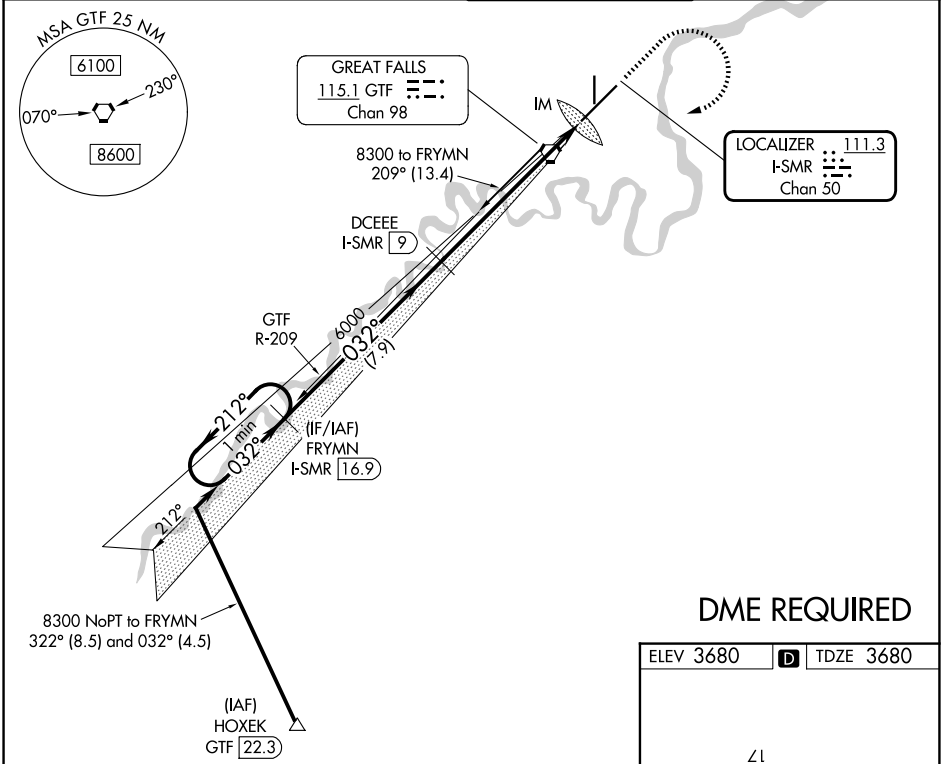 MSA GTF 25 NM
6100
070°
230°
8600
GREAT FALLS
115.1 GTF
Chan 98
IM
LOCALIZER 111.3
I-SMR
Chan 50
8300 to FRYMN
209° (13.4)
DCEEE
I-SMR 9
GTF
R-209
6000
032°
(7.9)
212°
1 min
032°
(IF/IAF)
FRYMN
I-SMR 16.9
212°
8300 NoPT to FRYMN
322° (8.5) and 032° (4.5)
(IAF)
HOXEK
GTF 22.3
DME REQUIRED
ELEV 3680 D TDZE 3680
17